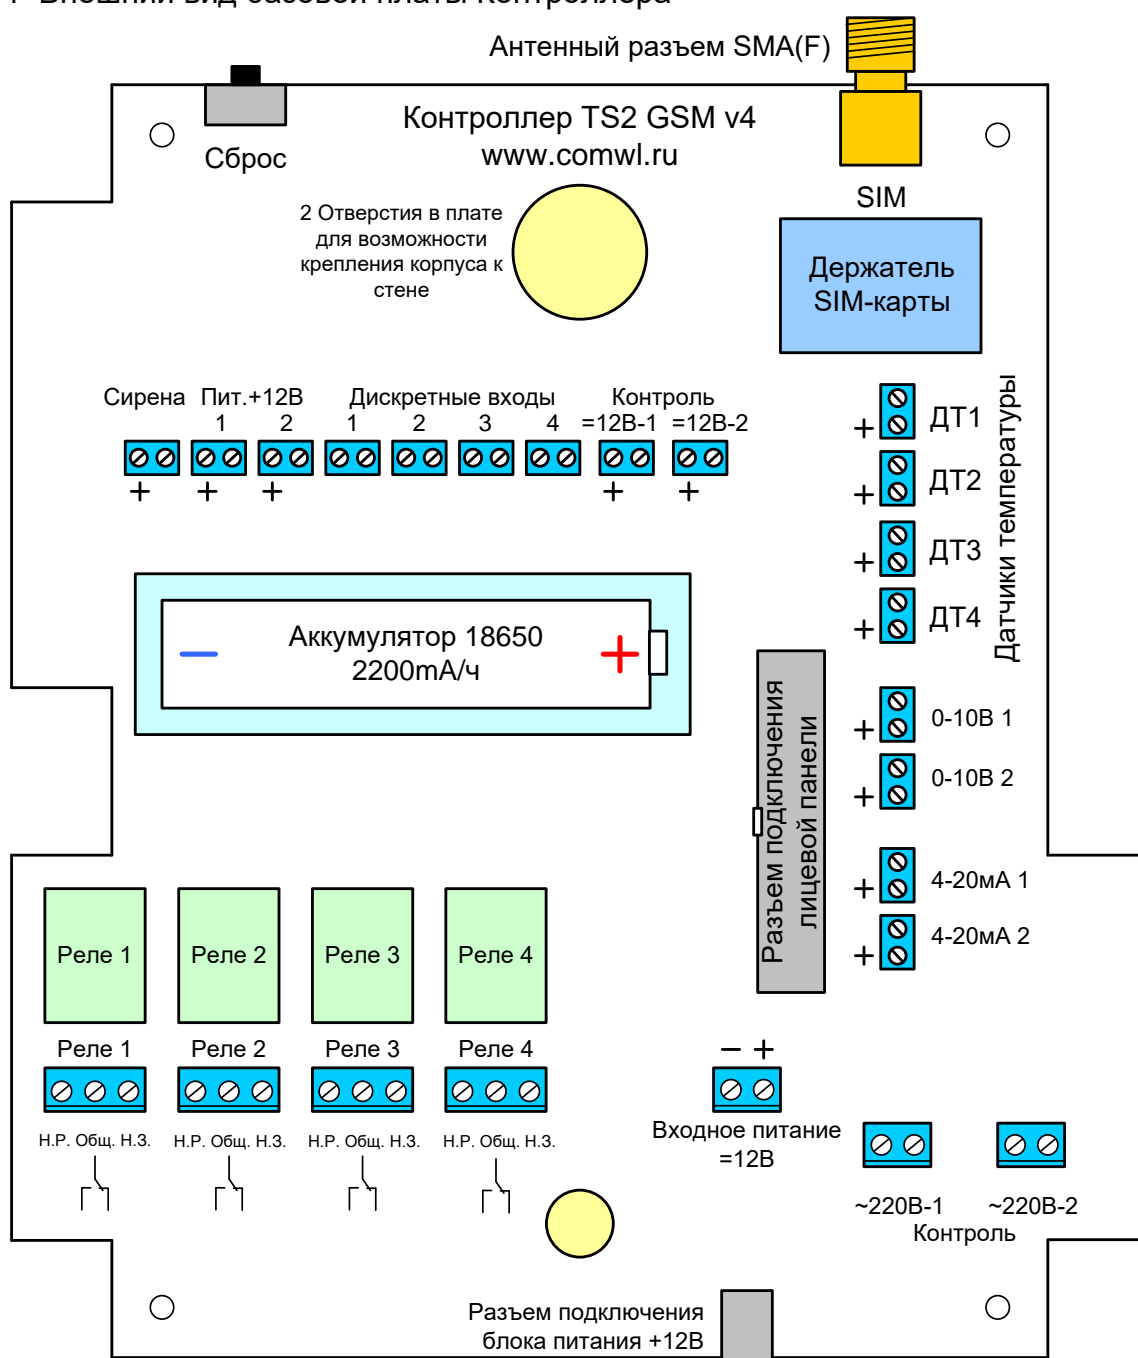 Внешний вид базовой платы контроллера
Антенный разъем SMA(F)
Контроллер TS2 GSM v4
www.comwl.ru
Сброс
SIM
2 Отверстия в плате
для возможности
крепления корпуса к
стене
Держатель
SIM-карты
Сирена Пит.+12В Дискретные входы Контроль
1 2 1 2 3 4 =12В-1 =12В-2
+ + + + +
+ ДТ1
+ ДТ2
+ ДТ3
+ ДТ4
Датчики температуры
Аккумулятор 18650
2200mA/ч
− +
Разъем подключения
лицевой панели
+ 0-10В 1
+ 0-10В 2
+ 4-20мА 1
+ 4-20мА 2
Реле 1 Реле 2 Реле 3 Реле 4
Реле 1 Реле 2 Реле 3 Реле 4
Н.Р. Общ. Н.З. Н.Р. Общ. Н.З. Н.Р. Общ. Н.З. Н.Р. Общ. Н.З.
− +
Входное питание
=12В
~220В-1 ~220В-2
Контроль
Разъем подключения
блока питания +12В